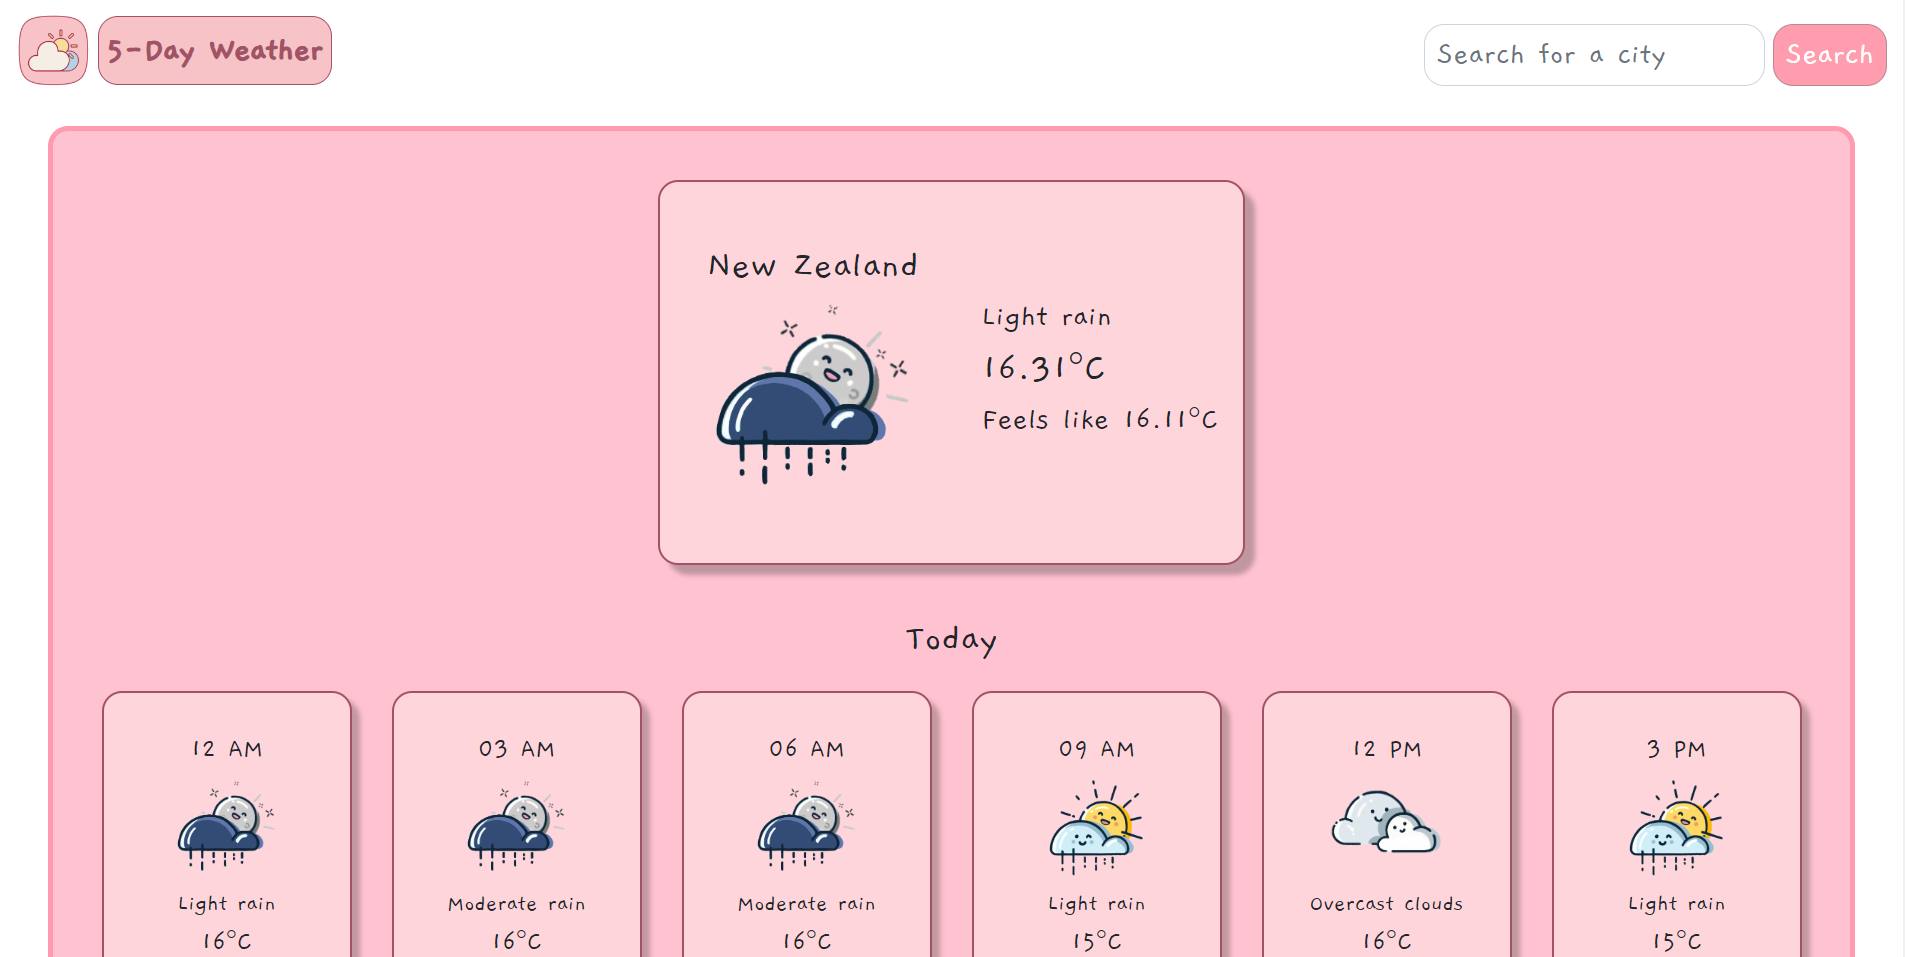 5-Day Weather
Search for a city
Search
New Zealand
Light rain
16.31°C
Feels like 16.11°C
Today
12 AM
Light rain
16°C
03 AM
Moderate rain
16°C
06 AM
Moderate rain
16°C
09 AM
Light rain
15°C
12 PM
Overcast clouds
16°C
3 PM
Light rain
15°C